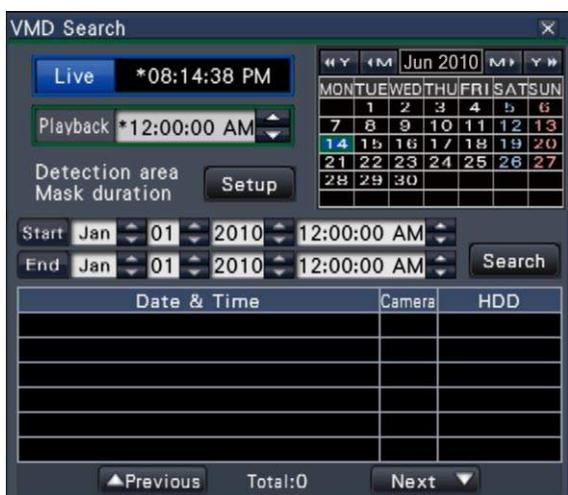 VMD Search
Live *08:14:38 PM
Playback *12:00:00 AM
Detection area
Mask duration
Setup
Y M Jun 2010 M Y
MON TUE WED THU FRI SAT SUN
1 2 3 4 5 6
7 8 9 10 11 12 13
14 15 16 17 18 19 20
21 22 23 24 25 26 27
28 29 30
Start Jan 01 2010 12:00:00 AM
End Jan 01 2010 12:00:00 AM
Search
Date & Time Camera HDD
Previous Total:0 Next